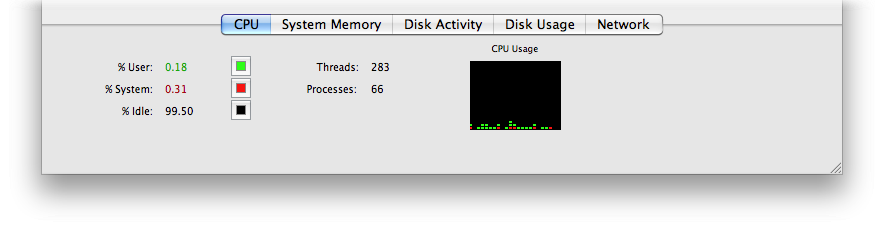 CPU System Memory Disk Activity Disk Usage Network
CPU Usage
% User: 0.18 Threads: 283
% System: 0.31 Processes: 66
% Idle: 99.50